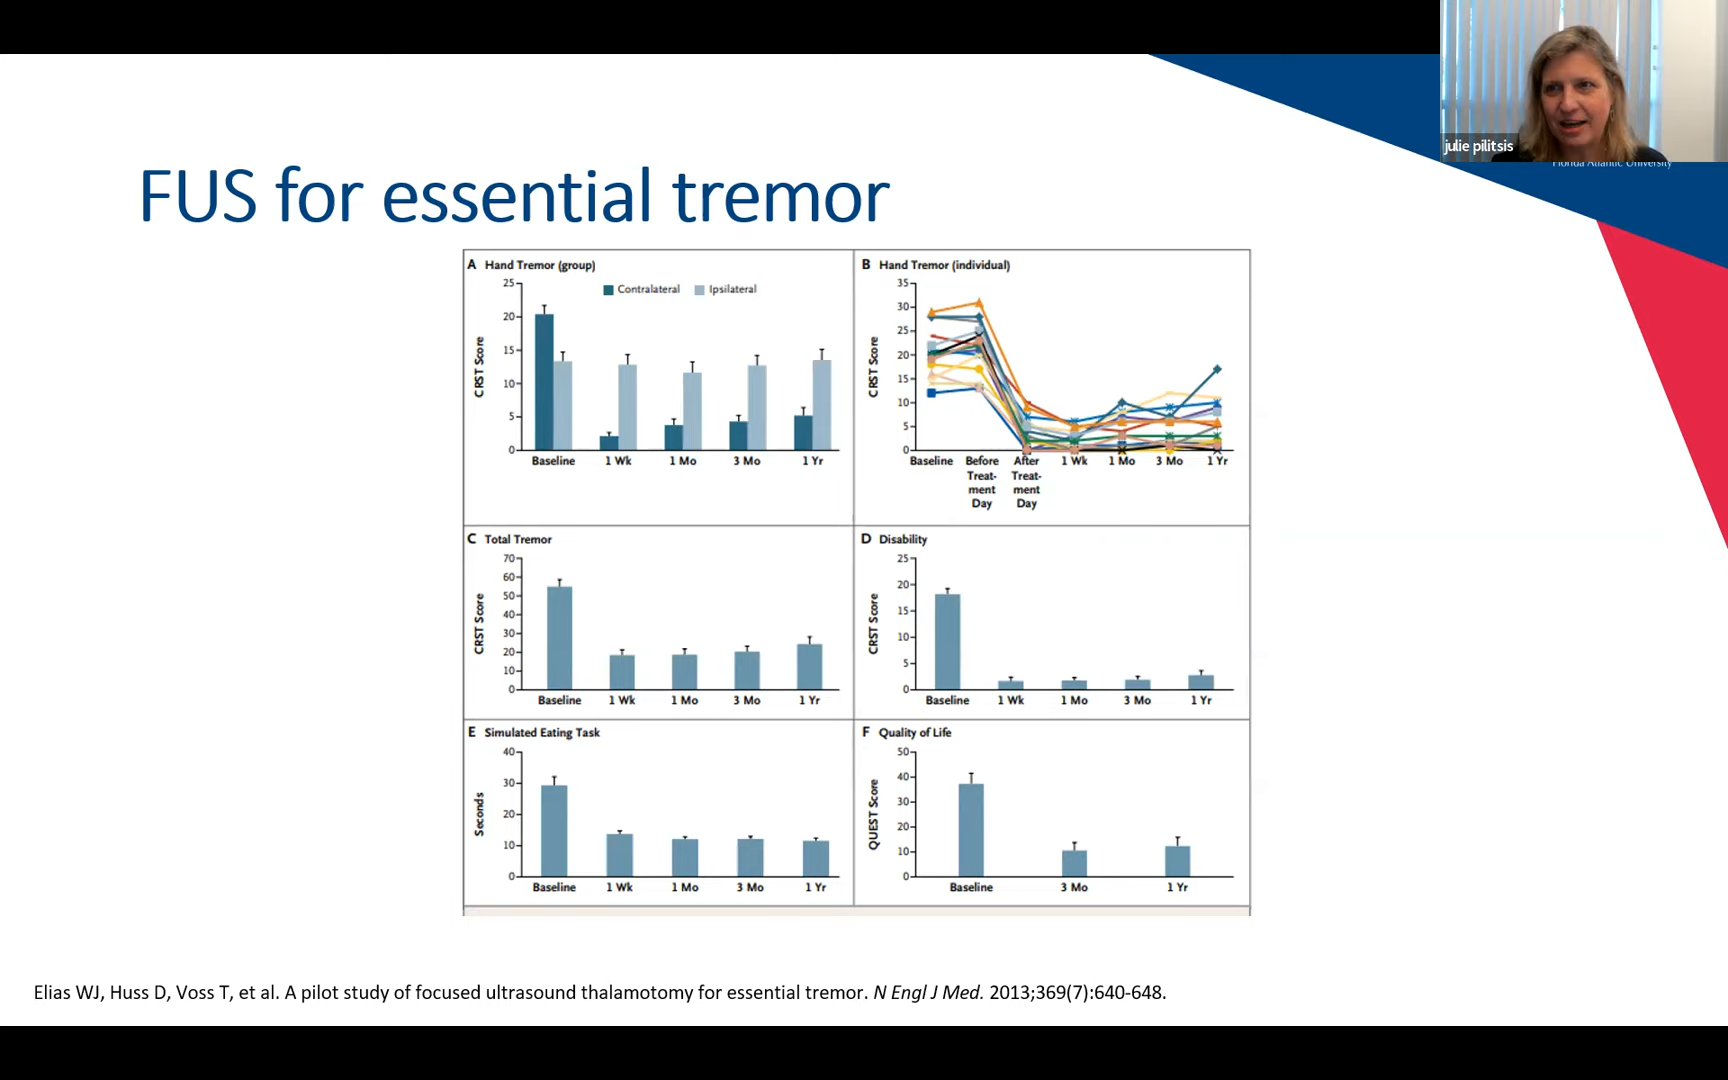 julie pilitsis
Florida Atlantic University
FUS for essential tremor
A Hand Tremor (group)
Contralateral
Ipsilateral
CRST Score
25
20
15
10
5
0
Baseline
1 Wk
1 Mo
3 Mo
1 Yr
B Hand Tremor (individual)
CRST Score
35
30
25
20
15
10
5
0
Baseline
Before
Treat-
ment
Day
After
Treat-
ment
Day
1 Wk
1 Mo
3 Mo
1 Yr
C Total Tremor
CRST Score
70
60
50
40
30
20
10
0
Baseline
1 Wk
1 Mo
3 Mo
1 Yr
D Disability
CRST Score
25
20
15
10
5
0
Baseline
1 Wk
1 Mo
3 Mo
1 Yr
E Simulated Eating Task
Seconds
40
30
20
10
0
Baseline
1 Wk
1 Mo
3 Mo
1 Yr
F Quality of Life
QUEST Score
50
40
30
20
10
0
Baseline
3 Mo
1 Yr
Elias WJ, Huss D, Voss T, et al. A pilot study of focused ultrasound thalamotomy for essential tremor. N Engl J Med. 2013;369(7):640-648.